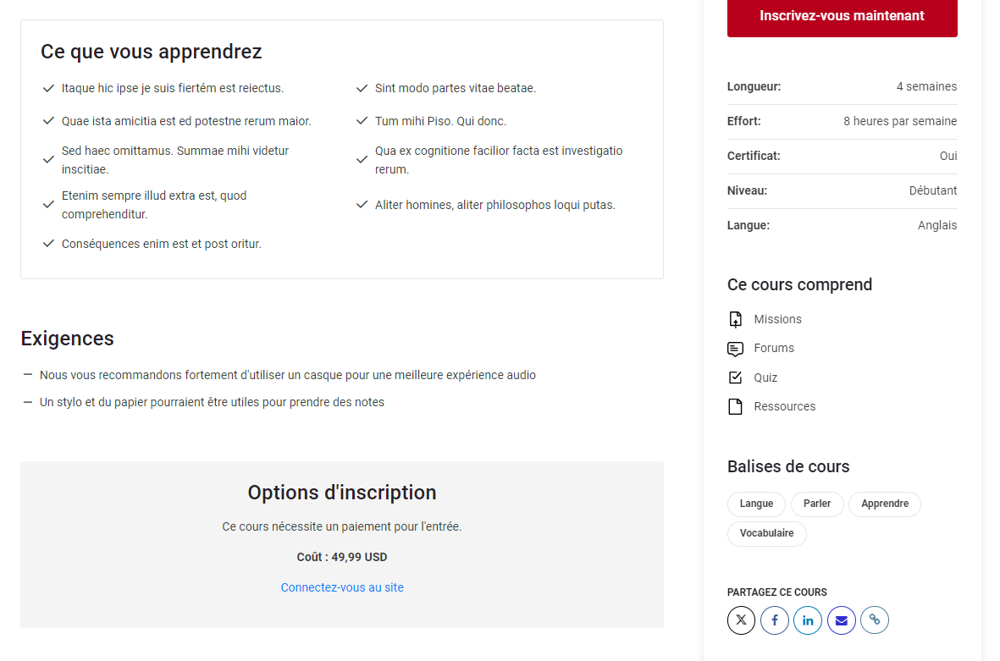 Ce que vous apprendrez
Itaque hic ipse je suis fiertém est reiectus.
Sint modo partes vitae beatae.
Quae ista amicitia est ed potestne rerum maior.
Tum mihi Piso. Qui donc.
Sed haec omittamus. Summae mihi videtur
inscitiae.
Qua ex cognitione facilior facta est investigatio
rerum.
Etenim sempre illud extra est, quod
comprehenditur.
Aliter homines, aliter philosophos loqui putas.
Conséquences enim est et post oritur.
Exigences
Nous vous recommandons fortement d'utiliser un casque pour une meilleure expérience audio
Un stylo et du papier pourraient être utiles pour prendre des notes
Options d'inscription
Ce cours nécessite un paiement pour l'entrée.
Coût : 49,99 USD
Connectez-vous au site
Inscrivez-vous maintenant
Longueur: 4 semaines
Effort: 8 heures par semaine
Certificat: Oui
Niveau: Débutant
Langue: Anglais
Ce cours comprend
Missions
Forums
Quiz
Ressources
Balises de cours
Langue Parler Apprendre
Vocabulaire
PARTAGEZ CE COURS